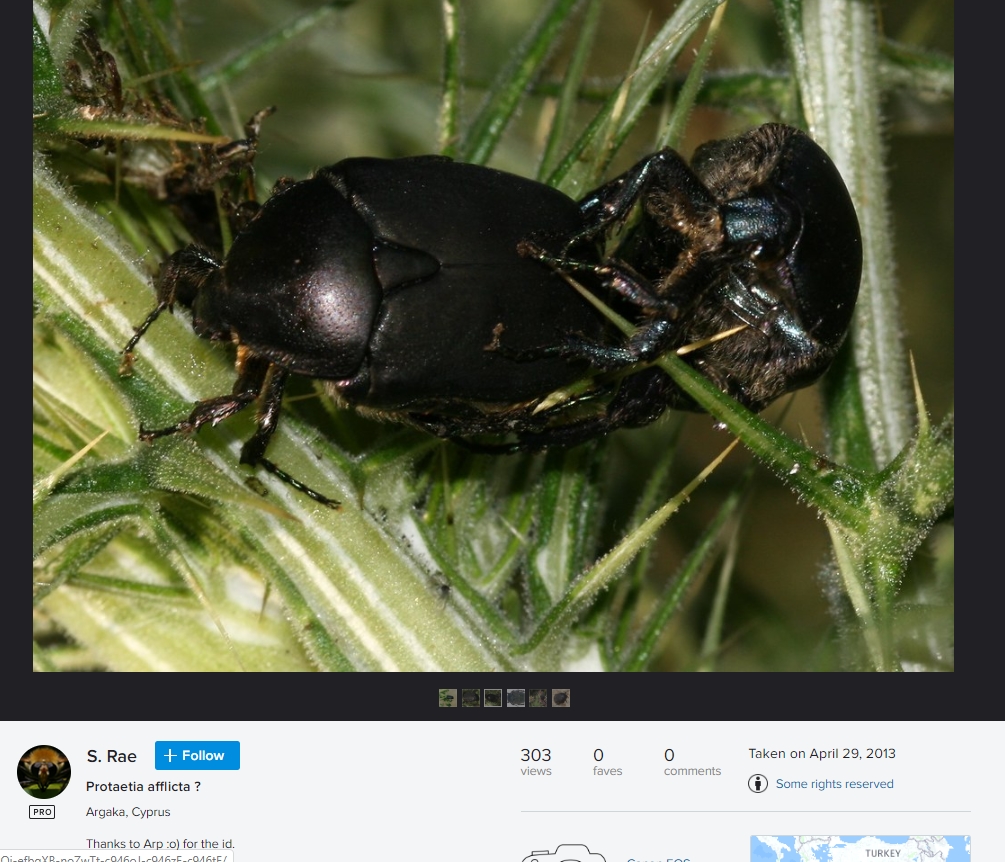 S. Rae
+ Follow
Protaetia afflicta ?
PRO
Argaka, Cyprus
Thanks to Arp :o) for the id.
303
views
0
faves
0
comments
Taken on April 29, 2013
Some rights reserved
TURKEY